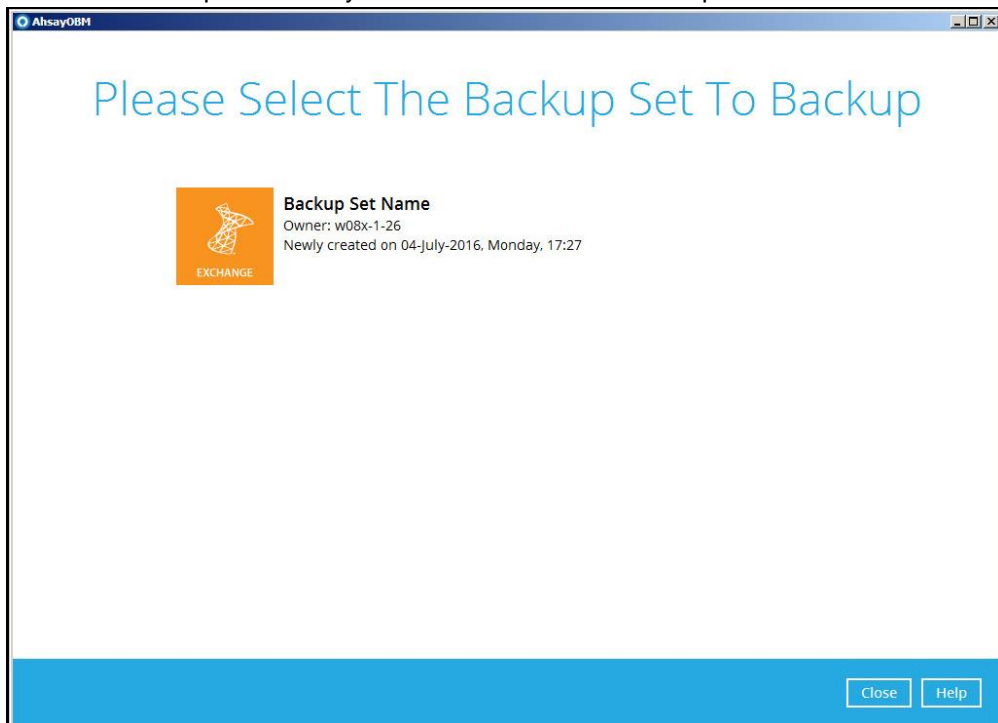 AhsayOBM
Please Select The Backup Set To Backup
Backup Set Name
Owner: w08x-1-26
Newly created on 04-July-2016, Monday, 17:27
EXCHANGE
Close Help